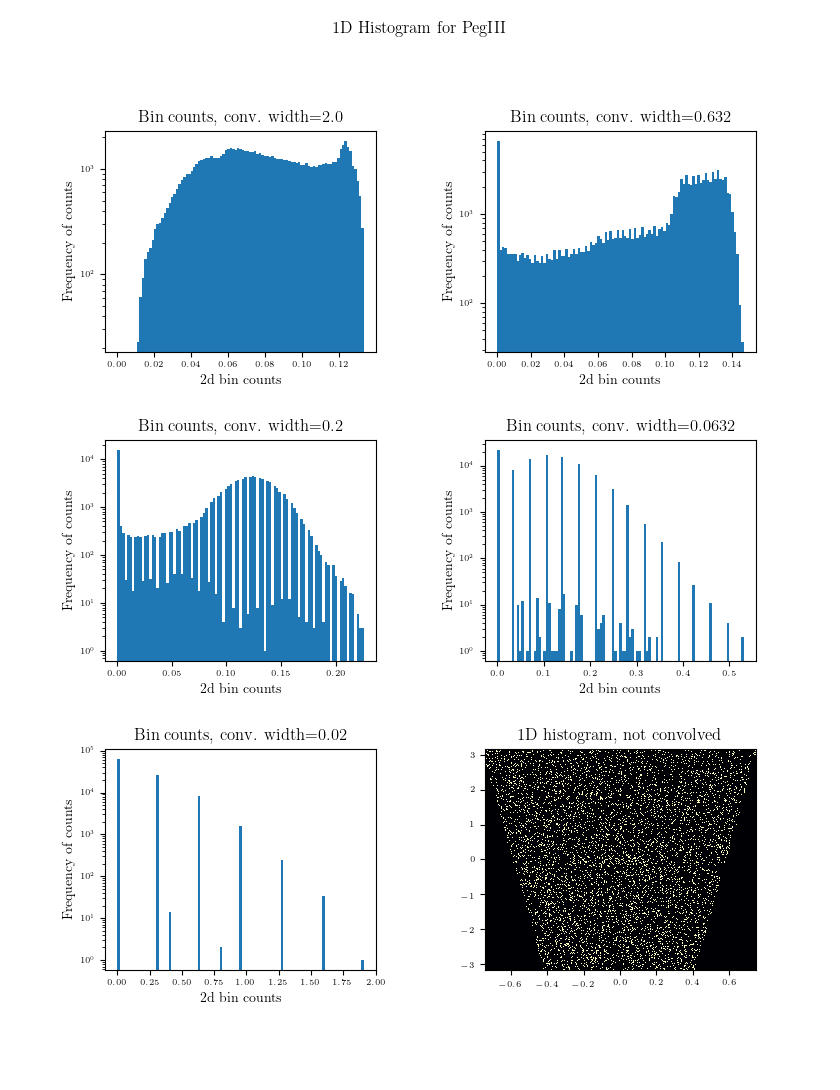 1D Histogram for PegIII
Bin counts, conv. width=2.0
Frequency of counts
10³
10²
0.00 0.02 0.04 0.06 0.08 0.10 0.12
2d bin counts
Bin counts, conv. width=0.632
Frequency of counts
10³
10²
0.00 0.02 0.04 0.06 0.08 0.10 0.12 0.14
2d bin counts
Bin counts, conv. width=0.2
Frequency of counts
10⁴
10³
10²
10¹
10⁰
0.00 0.05 0.10 0.15 0.20
2d bin counts
Bin counts, conv. width=0.0632
Frequency of counts
10⁴
10³
10²
10¹
10⁰
0.0 0.1 0.2 0.3 0.4 0.5
2d bin counts
Bin counts, conv. width=0.02
Frequency of counts
10⁵
10⁴
10³
10²
10¹
10⁰
0.00 0.25 0.50 0.75 1.00 1.25 1.50 1.75 2.00
2d bin counts
1D histogram, not convolved
3
2
1
0
−1
−2
−3
−0.6 −0.4 −0.2 0.0 0.2 0.4 0.6